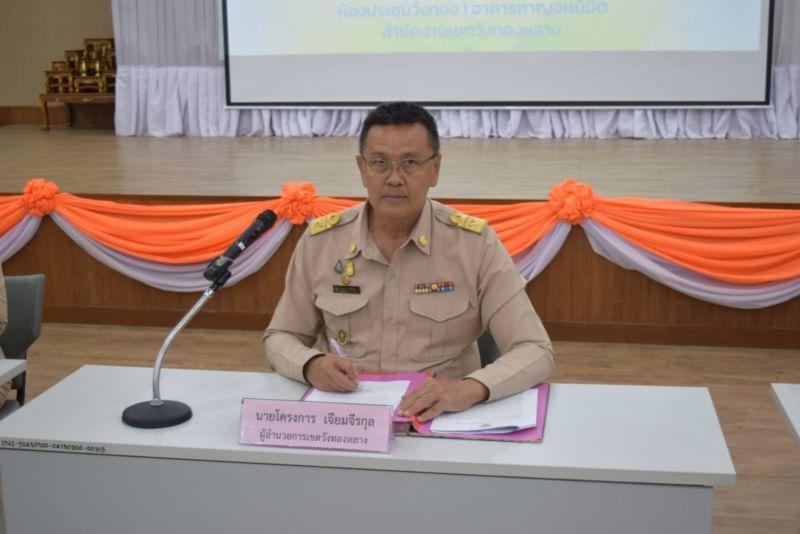 ห้องประชุมวังทอง 1 อาคารกาญจนนิมิต
สำนักงานเขตวังทองหลาง
นายโครงการ เจียมจีรกุล
ผู้อำนวยการเขตวังทองหลาง